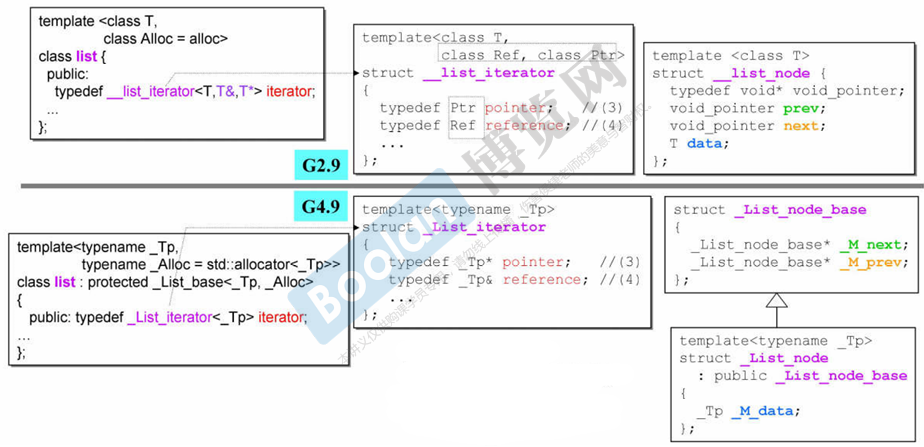 template <class T,
class Alloc = alloc>
class list {
public:
typedef __list_iterator<T,T&,T*> iterator;
...
};
template<class T,
class Ref, class Ptr>
struct __list_iterator
{
typedef Ptr pointer; //(3)
typedef Ref reference; //(4)
...
};
template <class T>
struct __list_node {
typedef void* void_pointer;
void_pointer prev;
void_pointer next;
T data;
};
G2.9
G4.9
template<typename _Tp,
typename _Alloc = std::allocator<_Tp>>
class list : protected _List_base<_Tp, _Alloc>
{
public: typedef _List_iterator<_Tp> iterator;
...
};
template<typename _Tp>
struct _List_iterator
{
typedef _Tp* pointer; //(3)
typedef _Tp& reference; //(4)
...
};
struct _List_node_base
{
_List_node_base* _M_next;
_List_node_base* _M_prev;
};
template<typename _Tp>
struct _List_node
: public _List_node_base
{
_Tp _M_data;
};
Boolan
博览网